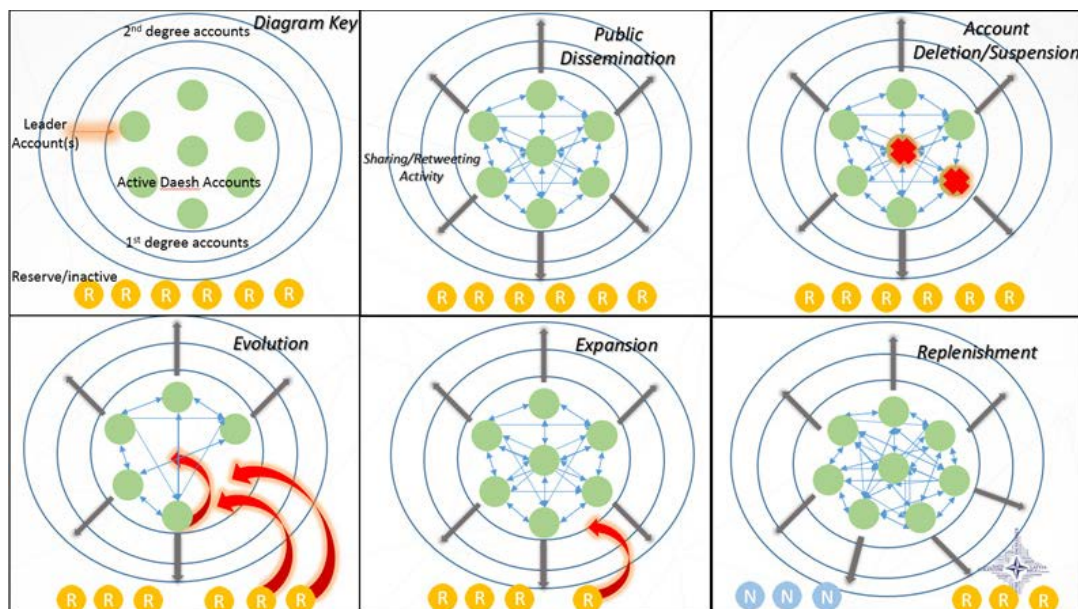 Diagram Key
2nd degree accounts
Leader
Account(s)
Active Daesh Accounts
1st degree accounts
Reserve/inactive
R R R R R R
Public
Dissemination
Sharing/Retweeting
Activity
R R R R R R
Account
Deletion/Suspension
R R R R R R
Evolution
R R R R R R
Expansion
R R R R
Replenishment
N N N R R R